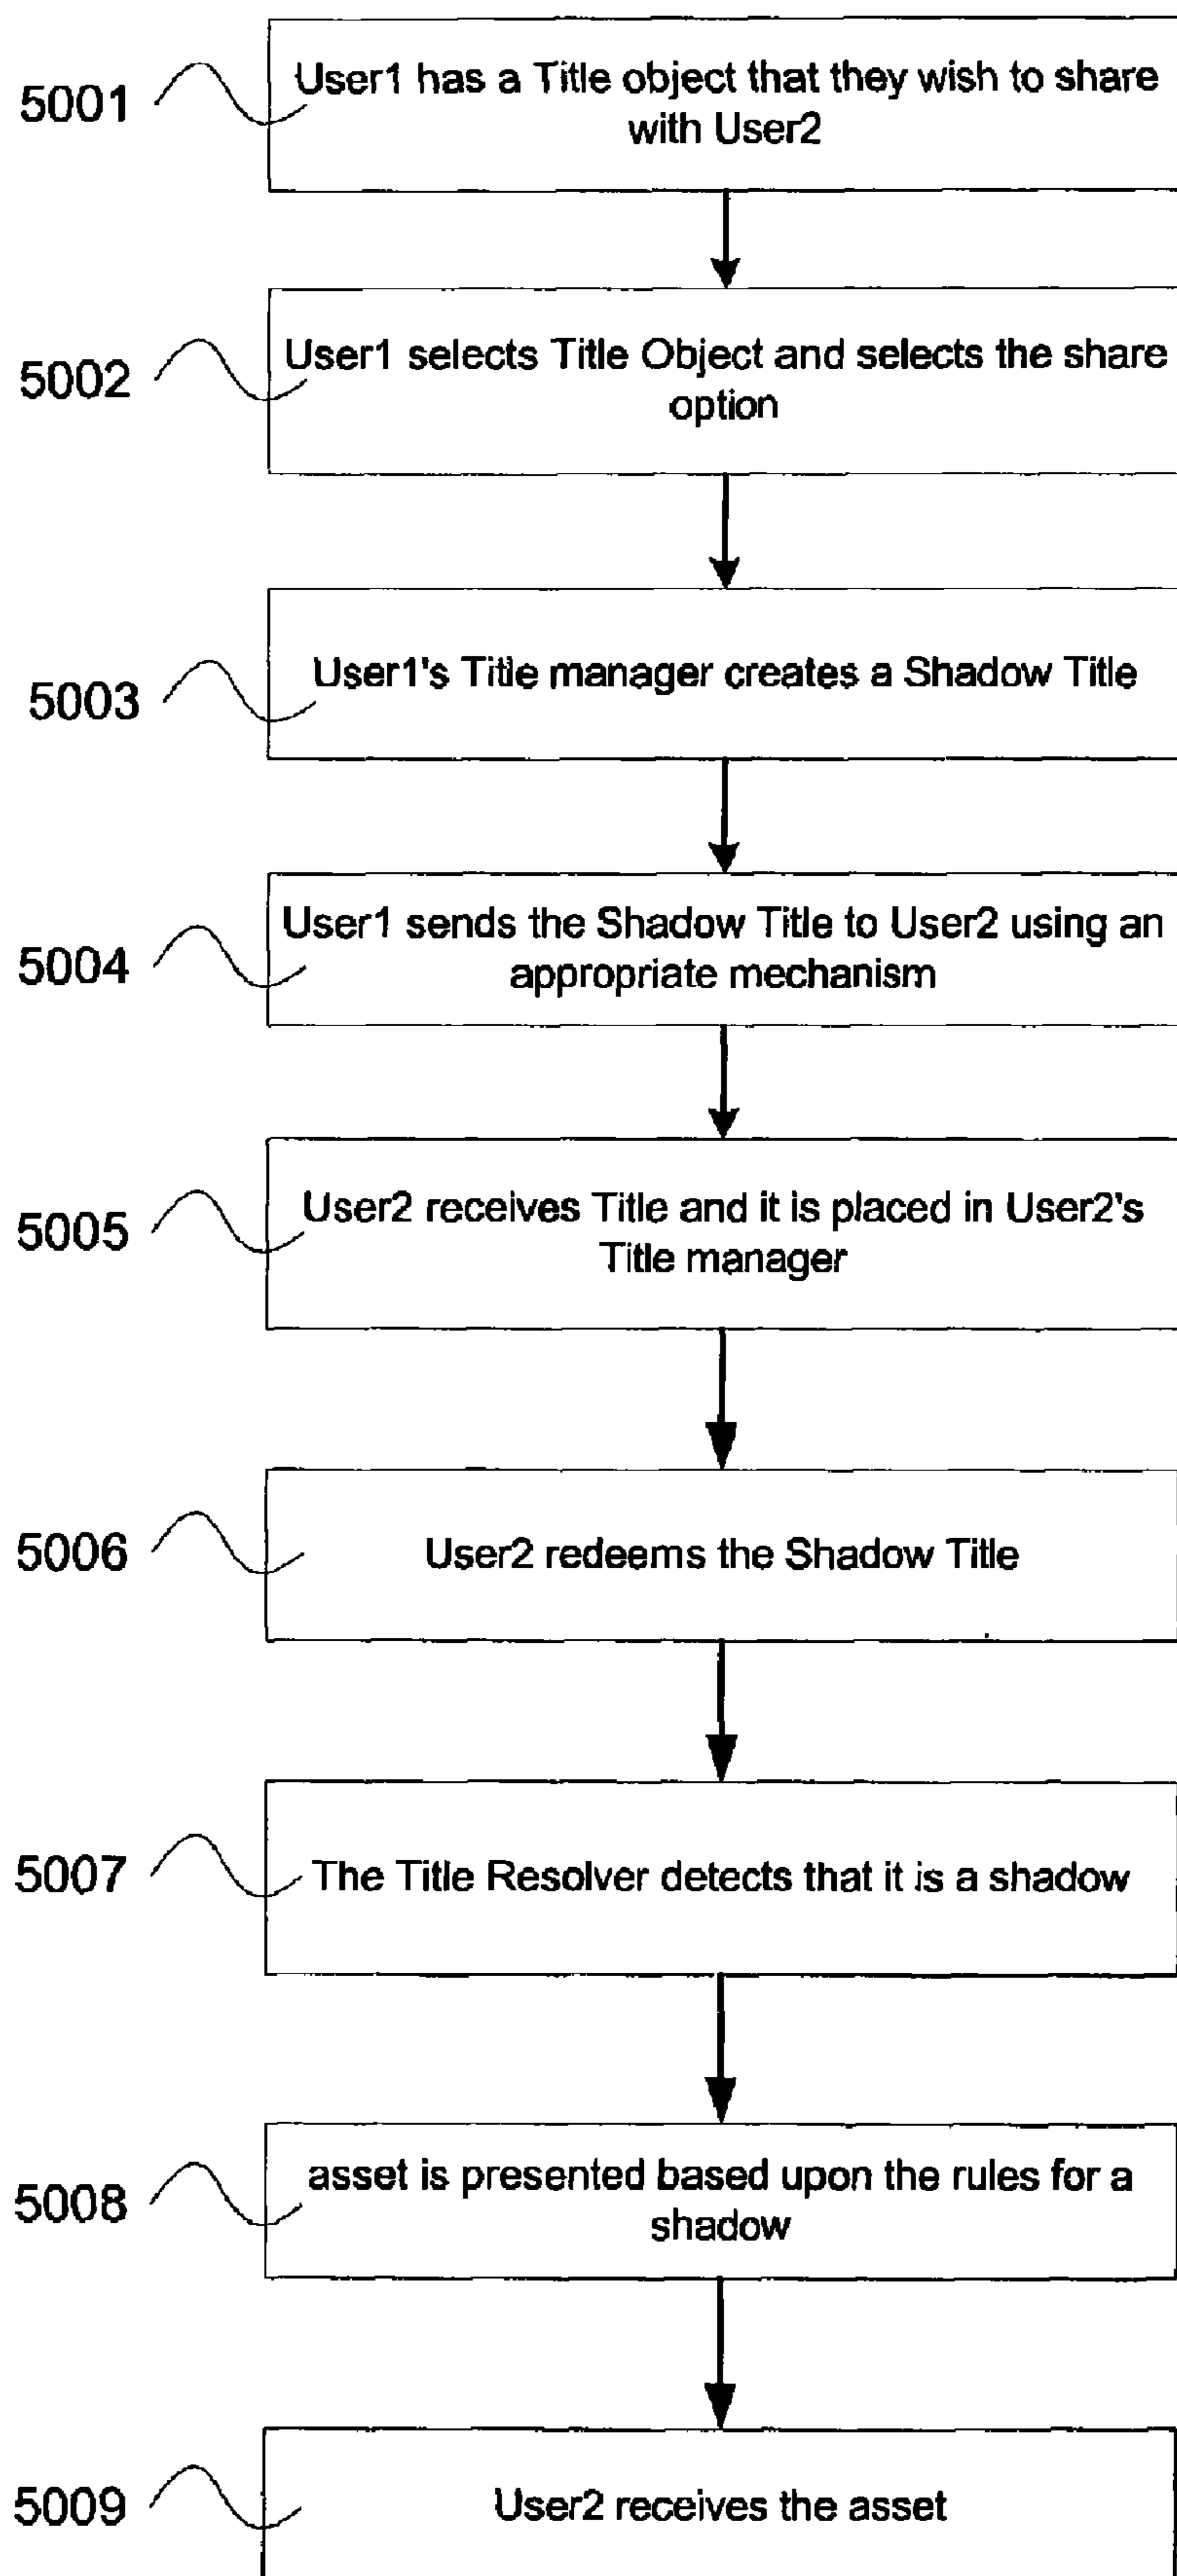 5001
User1 has a Title object that they wish to share
with User2
5002
User1 selects Title Object and selects the share
option
5003
User1's Title manager creates a Shadow Title
5004
User1 sends the Shadow Title to User2 using an
appropriate mechanism
5005
User2 receives Title and it is placed in User2's
Title manager
5006
User2 redeems the Shadow Title
5007
The Title Resolver detects that it is a shadow
5008
asset is presented based upon the rules for a
shadow
5009
User2 receives the asset